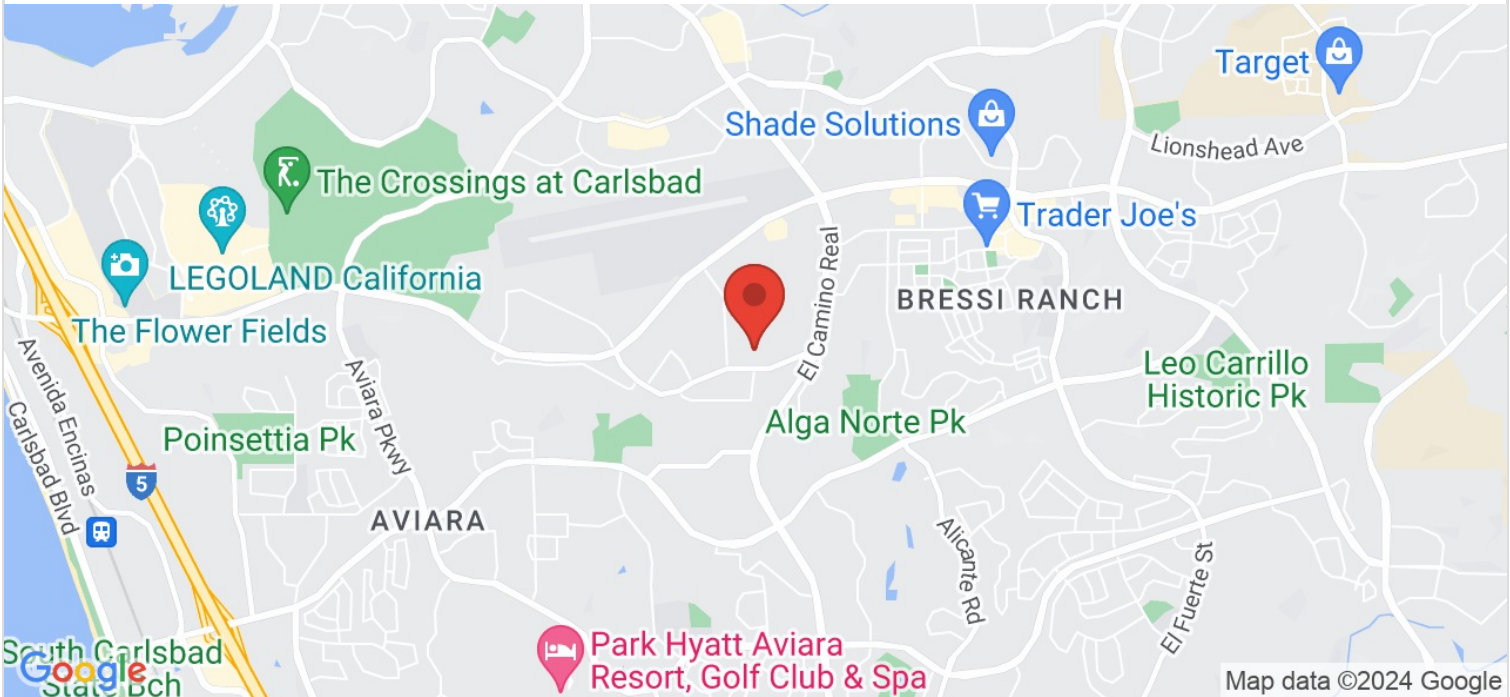 Target
Shade Solutions
Lionshead Ave
The Crossings at Carlsbad
Trader Joe's
LEGOLAND California
El Camino Real
BRESSI RANCH
The Flower Fields
Avenida Encinas
Aviara Pkwy
Leo Carrillo
Historic Pk
Carlsbad Blvd
Poinsettia Pk
Alga Norte Pk
5
AVIARA
Alicante Rd
El Fuerte St
South Carlsbad
State Bch
Google
Park Hyatt Aviara
Resort, Golf Club & Spa
Map data ©2024 Google